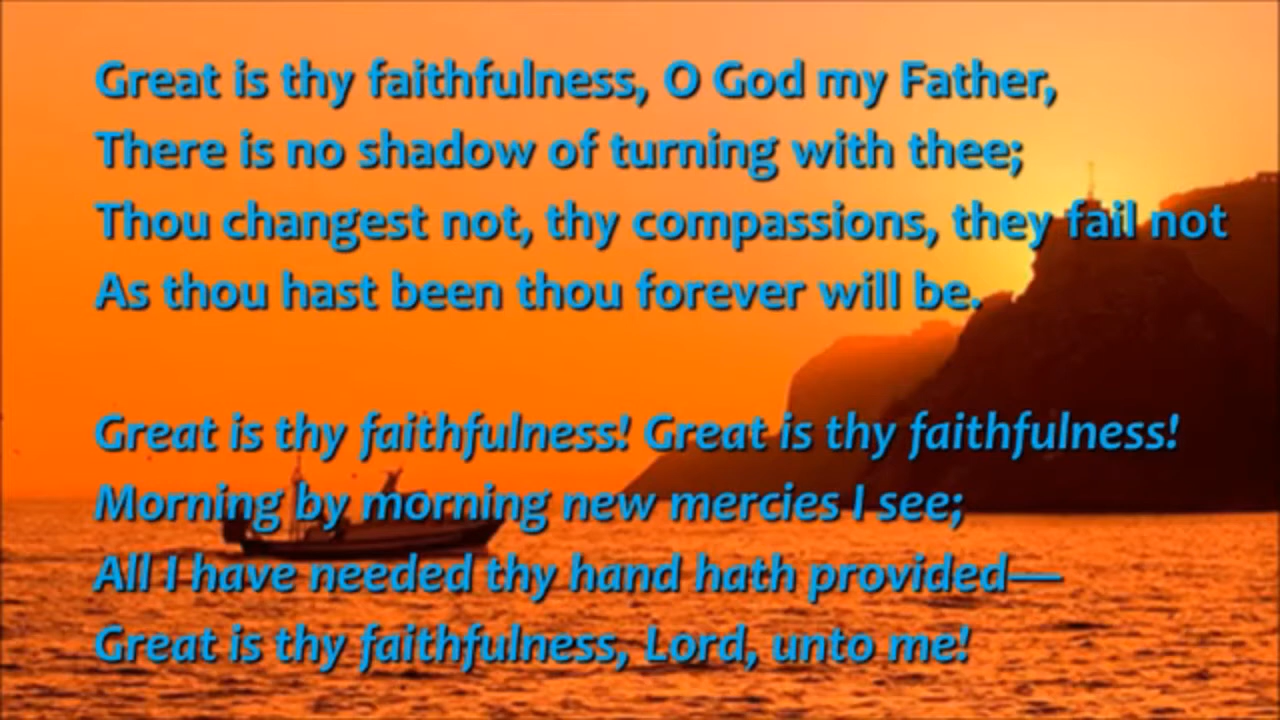 Great is thy faithfulness, O God my Father,
There is no shadow of turning with thee;
Thou changest not, thy compassions, they fail not
As thou hast been thou forever will be.
Great is thy faithfulness! Great is thy faithfulness!
Morning by morning new mercies I see;
All I have needed thy hand hath provided—
Great is thy faithfulness, Lord, unto me!